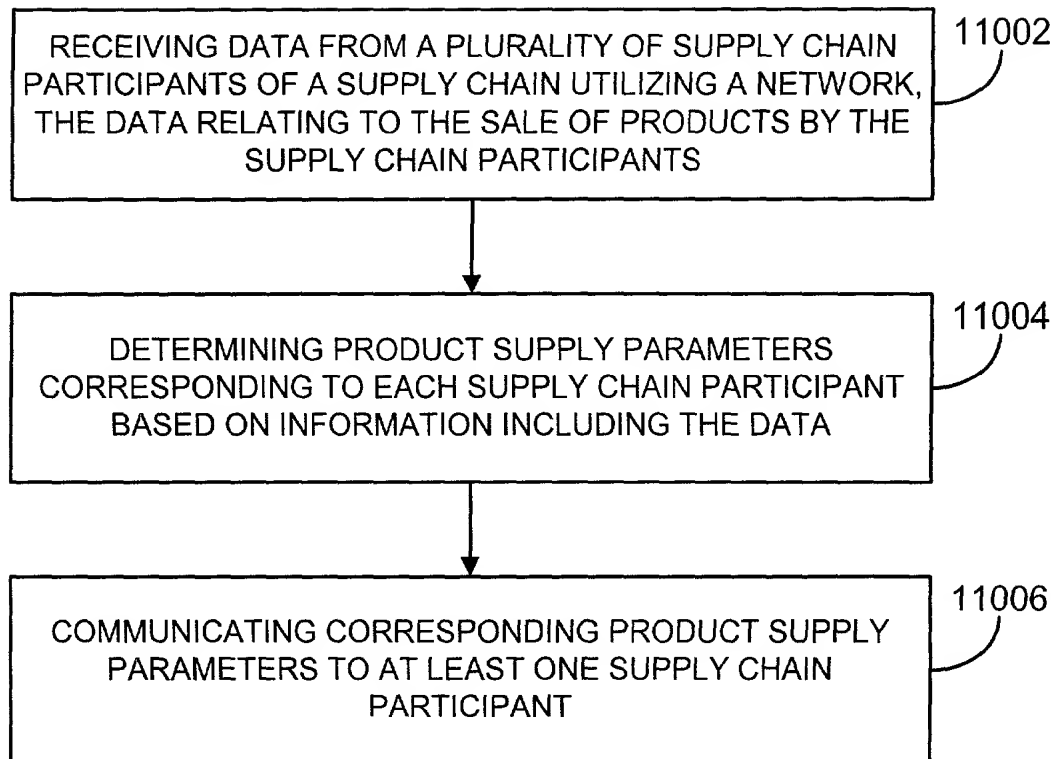 RECEIVING DATA FROM A PLURALITY OF SUPPLY CHAIN
PARTICIPANTS OF A SUPPLY CHAIN UTILIZING A NETWORK,
THE DATA RELATING TO THE SALE OF PRODUCTS BY THE
SUPPLY CHAIN PARTICIPANTS
11002
DETERMINING PRODUCT SUPPLY PARAMETERS
CORRESPONDING TO EACH SUPPLY CHAIN PARTICIPANT
BASED ON INFORMATION INCLUDING THE DATA
11004
COMMUNICATING CORRESPONDING PRODUCT SUPPLY
PARAMETERS TO AT LEAST ONE SUPPLY CHAIN
PARTICIPANT
11006